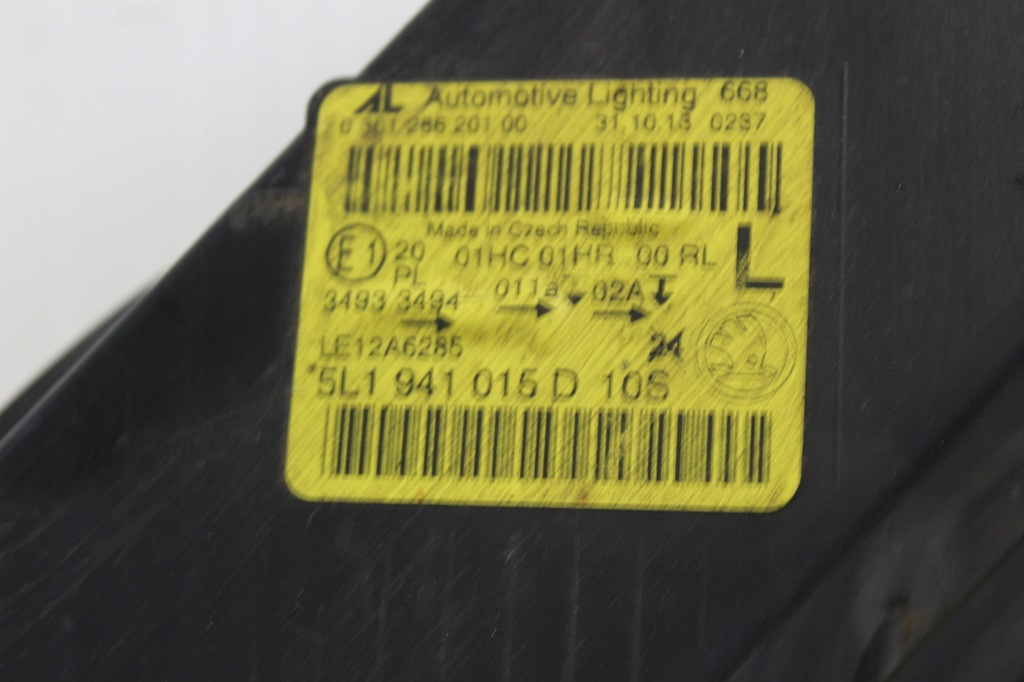 AL Automotive Lighting 668
0 301 266 201 00 31.10.13 0237
Made in Czech Republic
E1 20 01HC 01HR 00 RL L
PL
3493 3494 011a 02A
LE12A6285 24
5L1 941 015 D 10S